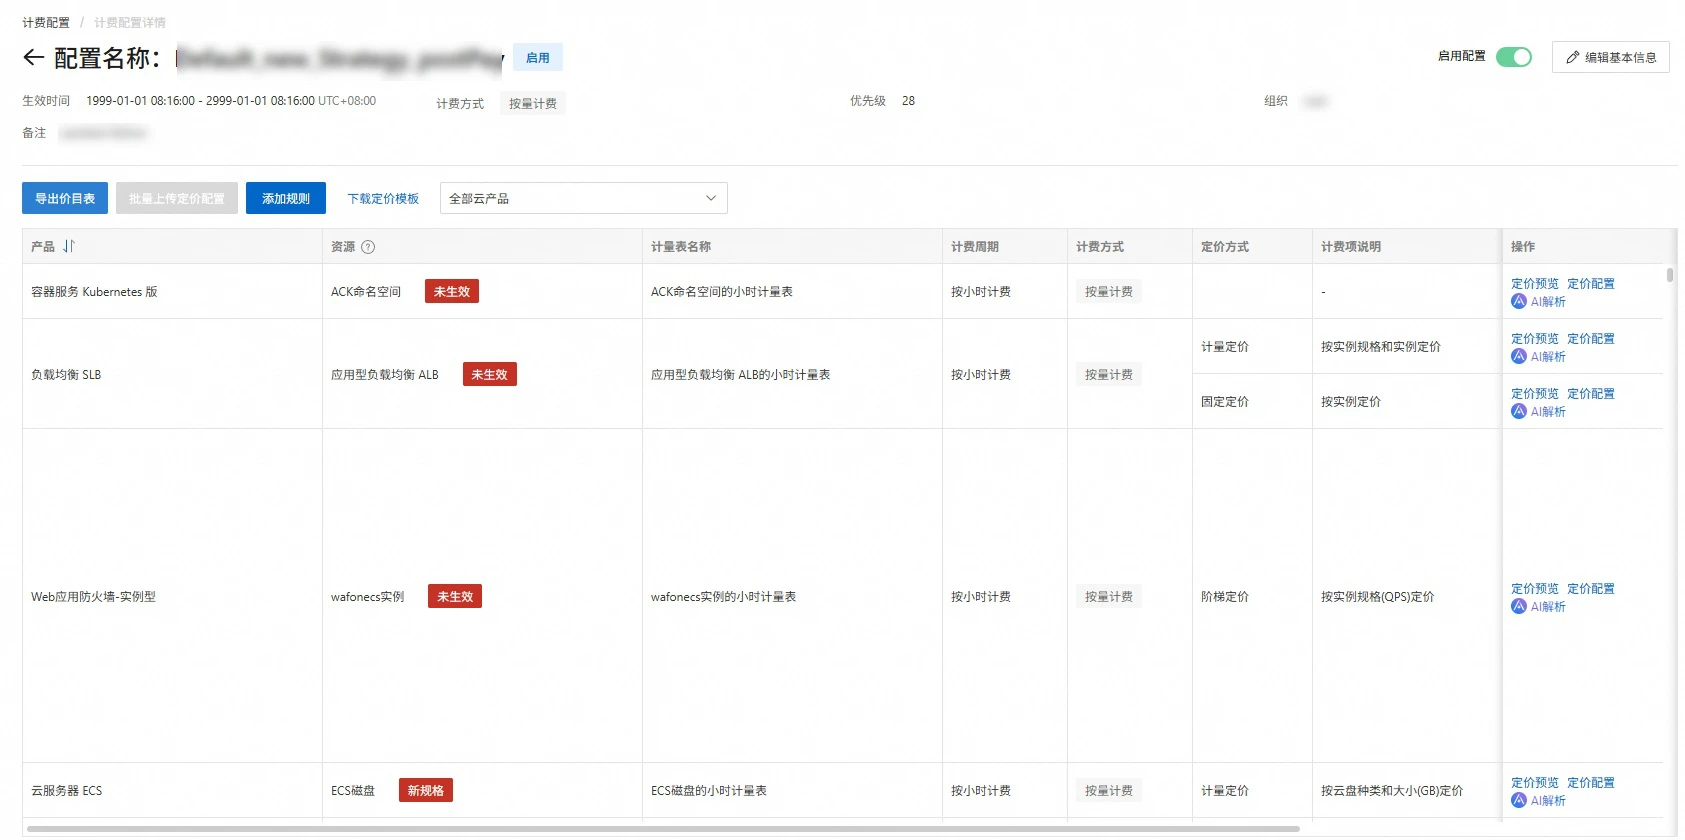 计费配置 / 计费配置详情
配置名称： 启用
启用配置 编辑基本信息
生效时间 1999-01-01 08:16:00 - 2999-01-01 08:16:00 UTC+08:00 计费方式 按量计费 优先级 28 组织
备注
导出价目表 批量上传定价配置 添加规则 下载定价模板 全部云产品
产品 资源 计量表名称 计费周期 计费方式 定价方式 计费项说明 操作
容器服务 Kubernetes 版 ACK命名空间 未生效 ACK命名空间的小时计量表 按小时计费 按量计费 - 定价预览 定价配置
AI解析
负载均衡 SLB 应用型负载均衡 ALB 未生效 应用型负载均衡 ALB的小时计量表 按小时计费 按量计费 计量定价 按实例规格和实例定价 定价预览 定价配置
AI解析
固定定价 按实例定价 定价预览 定价配置
AI解析
Web应用防火墙-实例型 wafonecs实例 未生效 wafonecs实例的小时计量表 按小时计费 按量计费 阶梯定价 按实例规格(QPS)定价 定价预览 定价配置
AI解析
云服务器 ECS ECS磁盘 新规格 ECS磁盘的小时计量表 按小时计费 按量计费 计量定价 按云盘种类和大小(GB)定价 定价预览 定价配置
AI解析